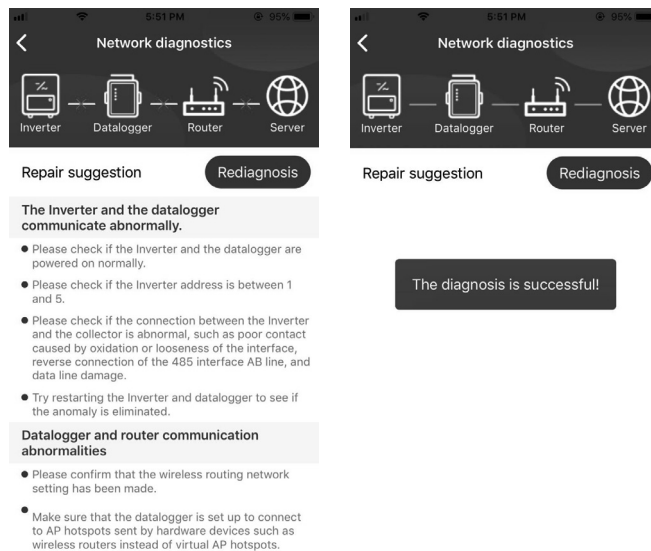 5:51 PM
95%
Network diagnostics
Inverter
Datalogger
Router
Server
Repair suggestion
Rediagnosis
The Inverter and the datalogger
communicate abnormally.
Please check if the Inverter and the datalogger are
powered on normally.
Please check if the Inverter address is between 1
and 5.
Please check if the connection between the Inverter
and the collector is abnormal, such as poor contact
caused by oxidation or looseness of the interface,
reverse connection of the 485 interface AB line, and
data line damage.
Try restarting the Inverter and datalogger to see if
the anomaly is eliminated.
Datalogger and router communication
abnormalities
Please confirm that the wireless routing network
setting has been made.
Make sure that the datalogger is set up to connect
to AP hotspots sent by hardware devices such as
wireless routers instead of virtual AP hotspots.
5:51 PM
95%
Network diagnostics
Inverter
Datalogger
Router
Server
Repair suggestion
Rediagnosis
The diagnosis is successful!